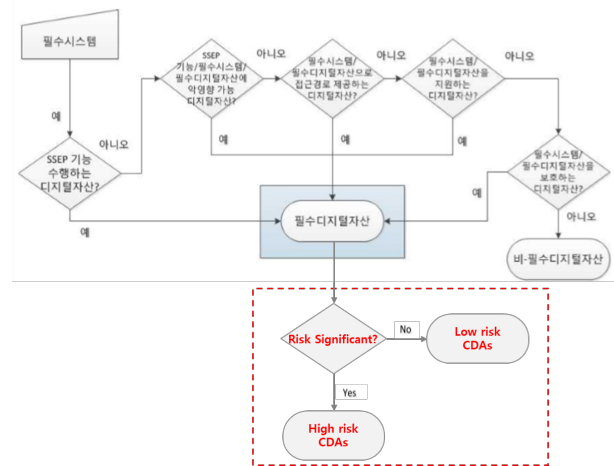 필수시스템
예
SSEP 기능
수행하는
디지털자산?
아니오
예
SSEP
기능/필수시스템/
필수디지털자산에
악영향 가능
디지털자산?
아니오
예
필수시스템/
필수디지털자산으로
접근경로 제공하는
디지털자산?
아니오
예
필수시스템/
필수디지털자산을
지원하는
디지털자산?
아니오
예
필수시스템/
필수디지털자산을
보호하는
디지털자산?
예
아니오
필수디지털자산
비-필수디지털자산
Risk Significant?
No
Low risk
CDAs
Yes
High risk
CDAs